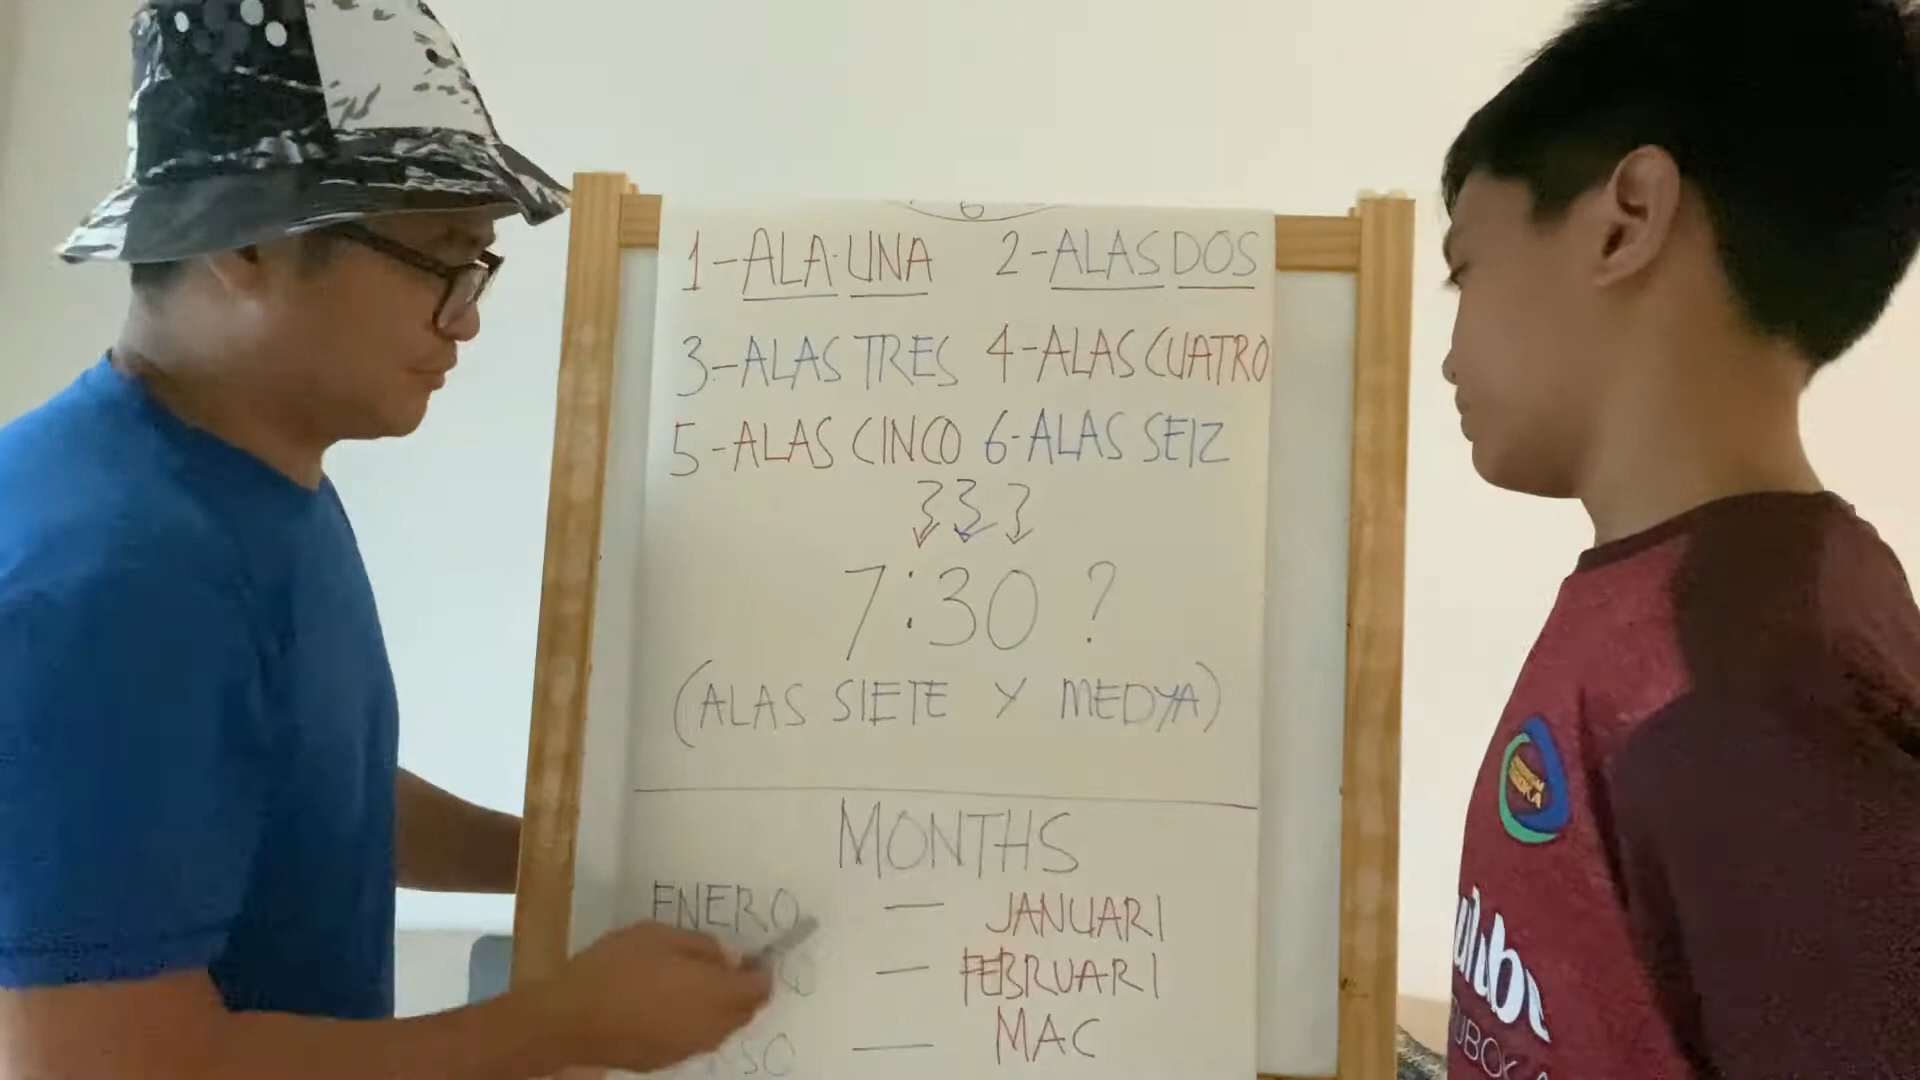 1-ALA UNA 2-ALAS DOS
3-ALAS TRES 4-ALAS CUATRO
5-ALAS CINCO 6-ALAS SEIZ
7:30 ?
(ALAS SIETE Y MEDYA)
MONTHS
ENERO — JANUARI
— FEBRUARI
— MAC